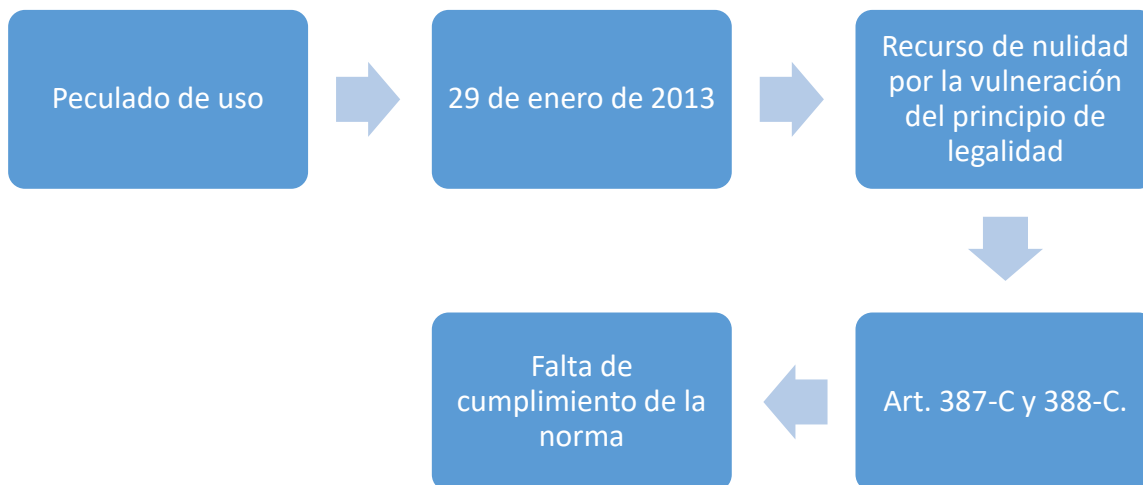 Peculado de uso
29 de enero de 2013
Recurso de nulidad
por la vulneración
del principio de
legalidad
Art. 387-C y 388-C.
Falta de
cumplimiento de la
norma